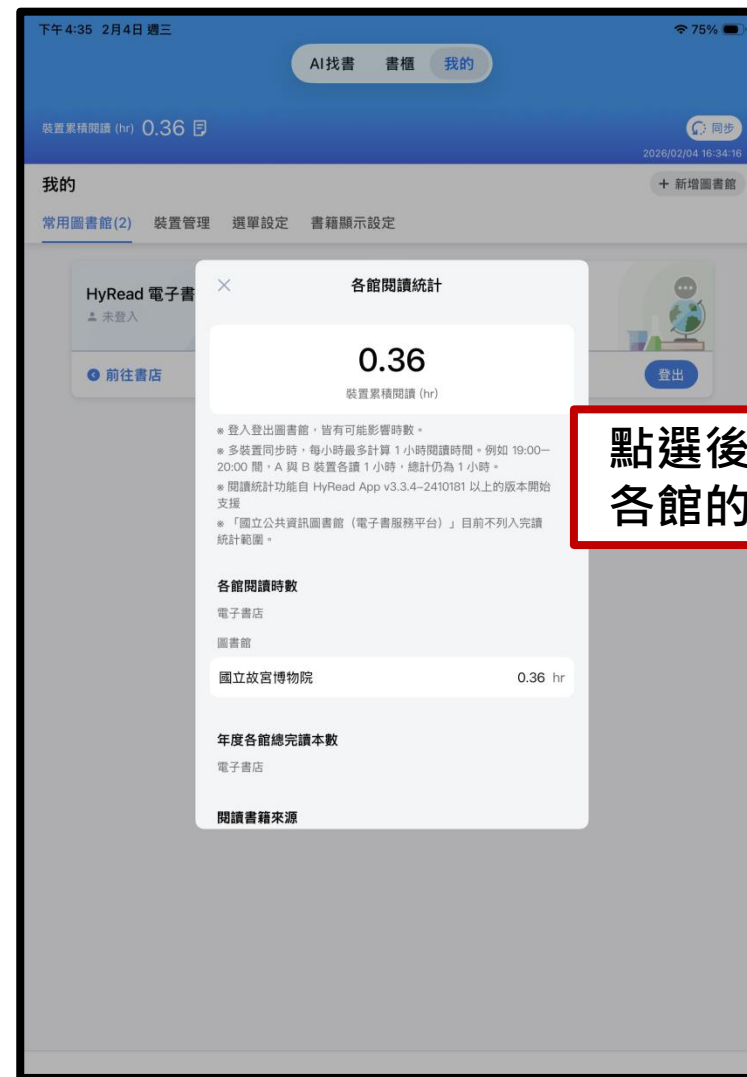 下午4:35 2月4日 週三
75%
AI找書 書櫃 我的
裝置累積閱讀 (hr) 0.36
同步
2026/02/04 16:34:16
我的
+ 新增圖書館
常用圖書館(2) 裝置管理 選單設定 書籍顯示設定
HyRead 電子書
未登入
前往書店
登出
× 各館閱讀統計
0.36
裝置累積閱讀 (hr)
※ 登入登出圖書館，皆有可能影響時數。
※ 多裝置同步時，每小時最多計算 1 小時閱讀時間。例如 19:00–
20:00 間，A 與 B 裝置各讀 1 小時，總計仍為 1 小時。
※ 閱讀統計功能自 HyRead App v3.3.4–2410181 以上的版本開始
支援
※ 「國立公共資訊圖書館（電子書服務平台）」目前不列入完讀
統計範圍。
點選後
各館的
各館閱讀時數
電子書店
圖書館
國立故宮博物院 0.36 hr
年度各館總完讀本數
電子書店
閱讀書籍來源